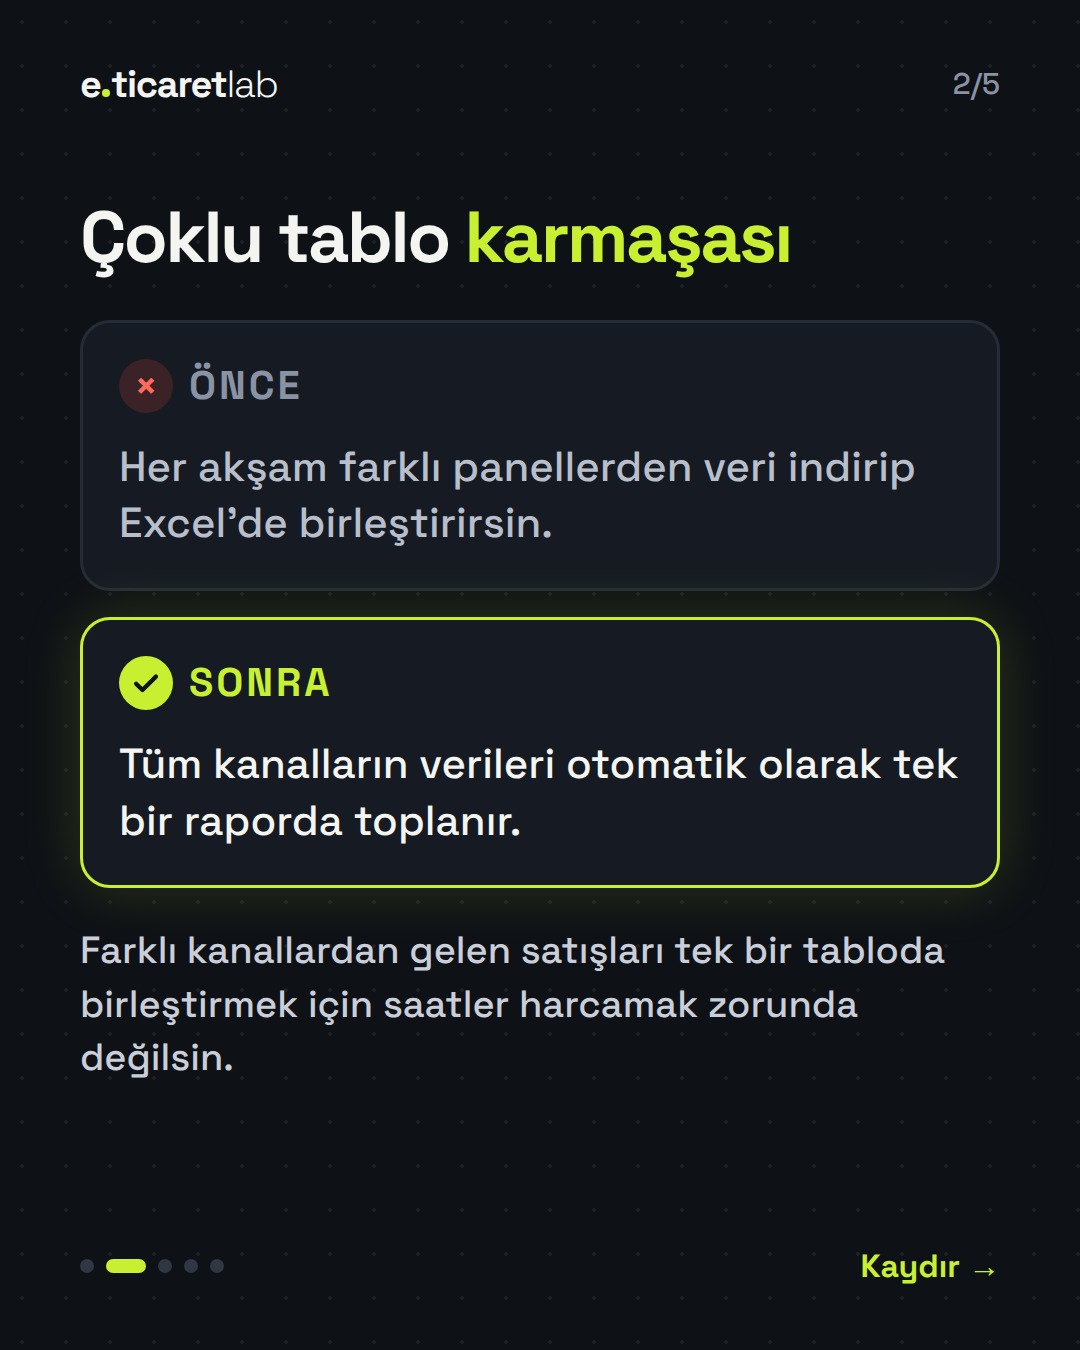 e.ticaretlab
2/5
Çoklu tablo karmaşası
ÖNCE
Her akşam farklı panellerden veri indirip
Excel’de birleştirirsin.
SONRA
Tüm kanalların verileri otomatik olarak tek
bir raporda toplanır.
Farklı kanallardan gelen satışları tek bir tabloda
birleştirmek için saatler harcamak zorunda
değilsin.
Kaydır →